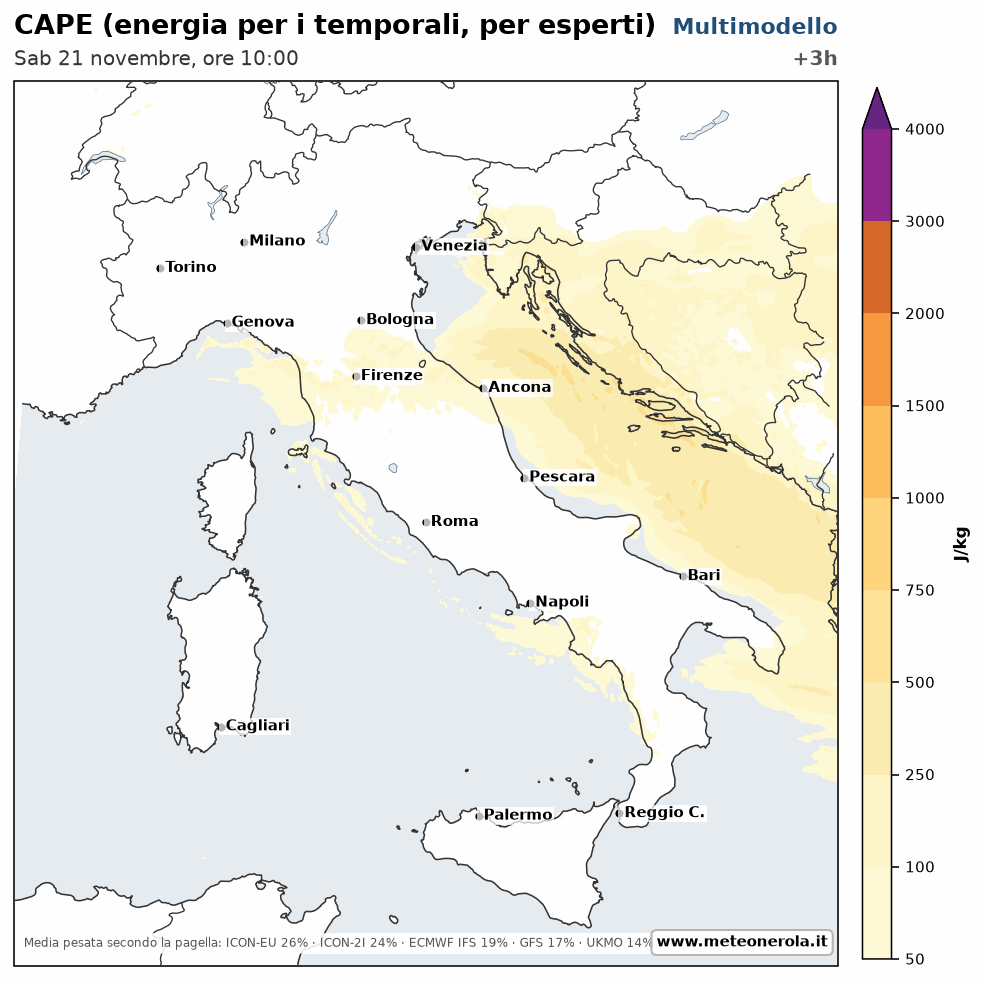 CAPE (energia per i temporali, per esperti)
Multimodello
Sab 21 novembre, ore 10:00
+3h
4000
3000
2000
1500
1000
750
500
250
100
50
J/kg
Milano
Venezia
Torino
Genova
Bologna
Firenze
Ancona
Pescara
Roma
Bari
Napoli
Cagliari
Palermo
Reggio C.
Media pesata secondo la pagella: ICON-EU 26% · ICON-2I 24% · ECMWF IFS 19% · GFS 17% · UKMO 14%
www.meteonerola.it